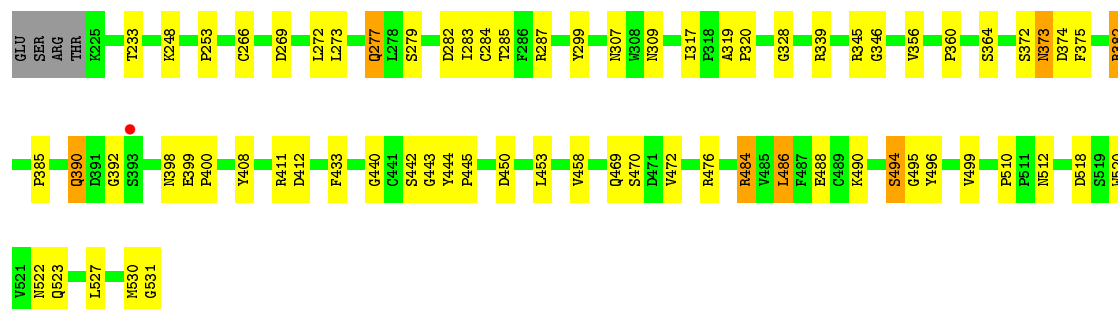 GLU SER ARG THR K225 T233 K248 P253 C266 D269 L272 L273 Q277 L278 S279 D282 I283 C284 T285 F286 R287 Y299 N307 W308 N309 I317 P318 A319 P320 G328 R339 R345 G346 V356 P360 S364 S372 N373 D374 F375 R382
P385 Q390 D391 G392 S393 N398 E399 P400 Y408 R411 D412 F433 G440 C441 S442 G443 Y444 P445 D450 L453 V458 Q469 S470 D471 V472 R476 R484 V485 L486 F487 E488 C489 K490 S494 G495 Y496 V499 P510 P511 N512 D518 S519 W520
V521 N522 Q523 L527 M530 G531